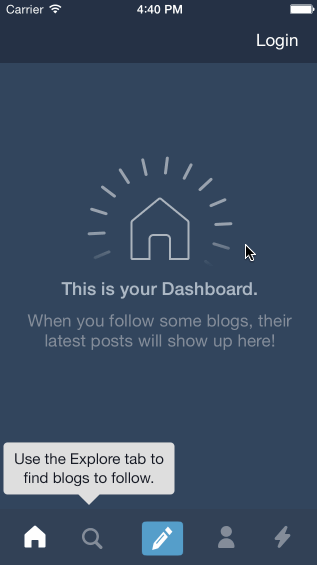 Carrier 4:40 PM
Login
This is your Dashboard.
When you follow some blogs, their
latest posts will show up here!
Use the Explore tab to
find blogs to follow.